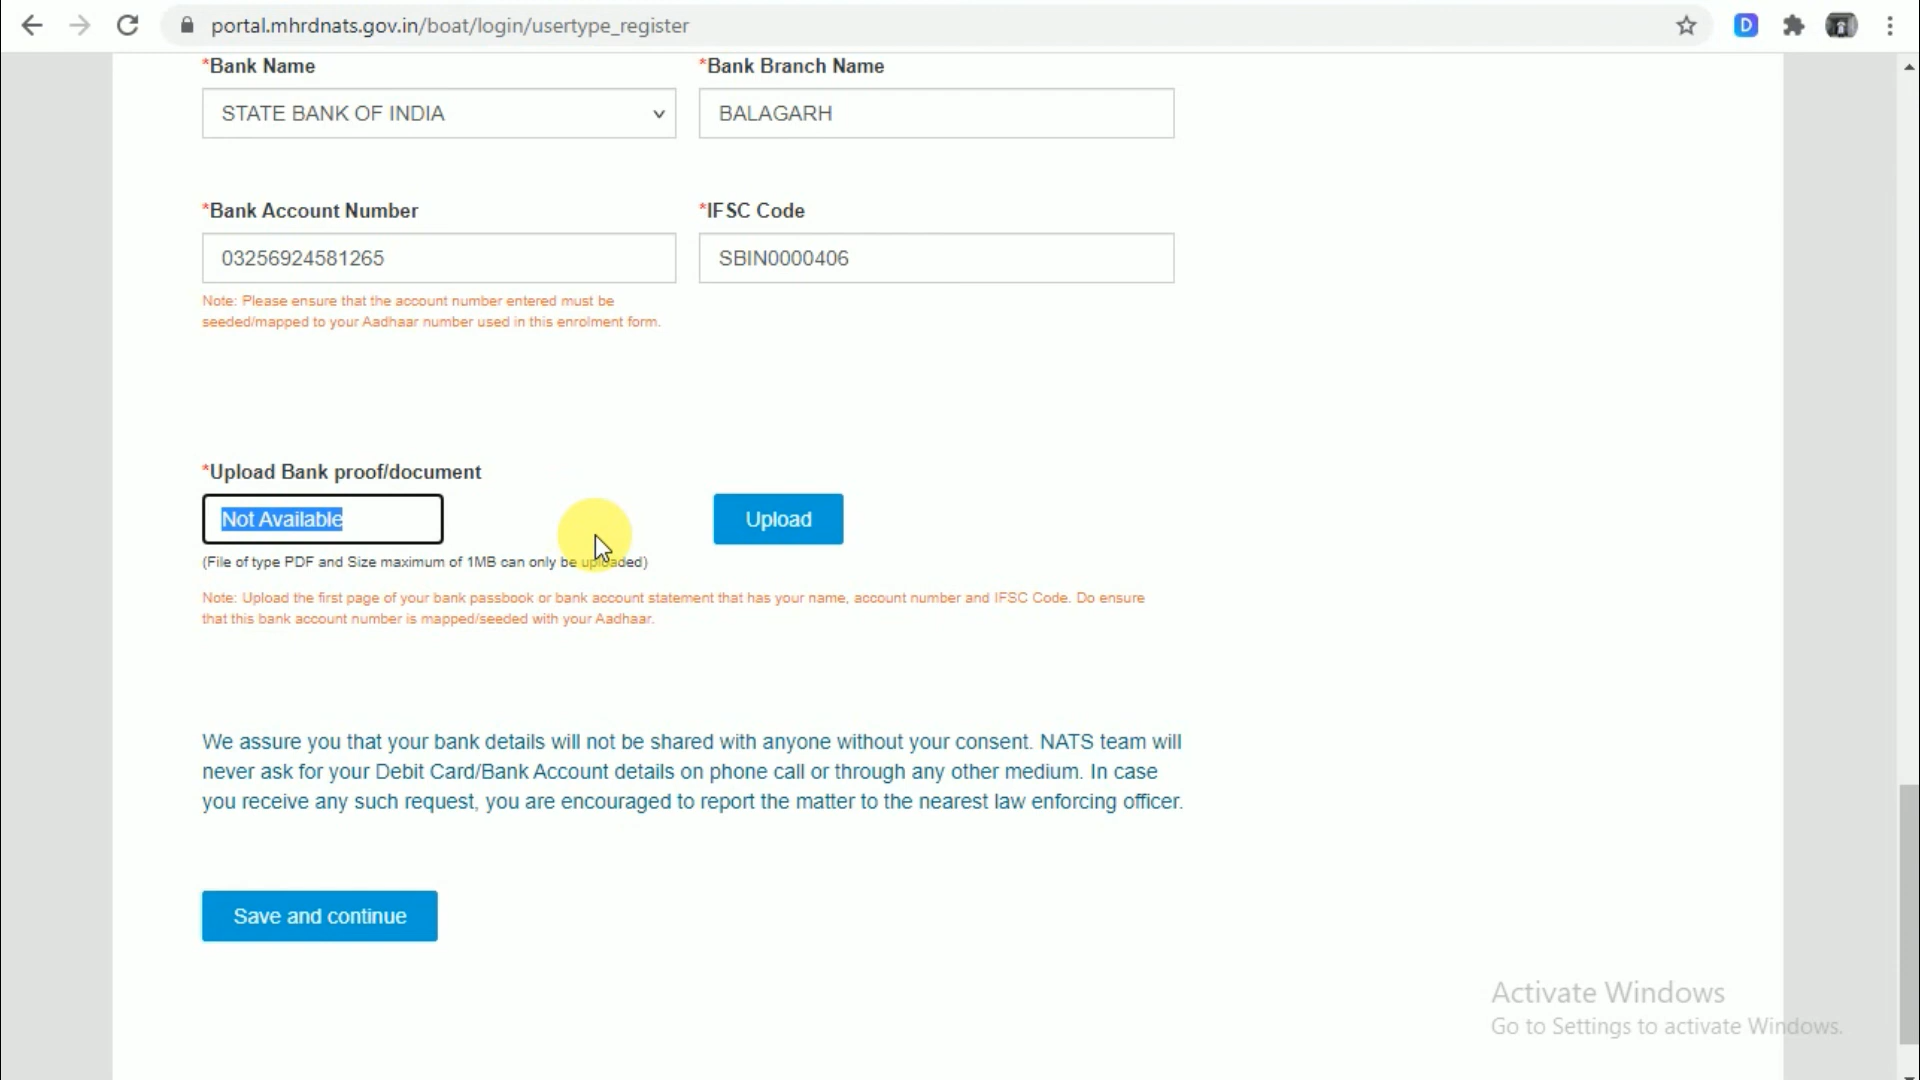 portal.mhrdnats.gov.in/boat/login/usertype_register
D
*Bank Name
*Bank Branch Name
STATE BANK OF INDIA
BALAGARH
*Bank Account Number
*IFSC Code
03256924581265
SBIN0000406
Note: Please ensure that the account number entered must be
seeded/mapped to your Aadhaar number used in this enrolment form.
*Upload Bank proof/document
Not Available
Upload
(File of type PDF and Size maximum of 1MB can only be uploaded)
Note: Upload the first page of your bank passbook or bank account statement that has your name, account number and IFSC Code. Do ensure
that this bank account number is mapped/seeded with your Aadhaar.
We assure you that your bank details will not be shared with anyone without your consent. NATS team will
never ask for your Debit Card/Bank Account details on phone call or through any other medium. In case
you receive any such request, you are encouraged to report the matter to the nearest law enforcing officer.
Save and continue
Activate Windows
Go to Settings to activate Windows.